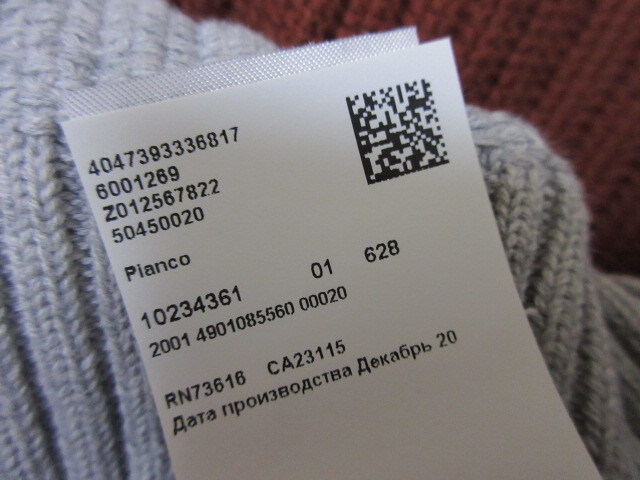 4047393336817
6001269
Z012567822
50450020
Pianco
10234361 01 628
2001 4901085560 00020
RN73616 CA23115
Дата производства Декабрь 20